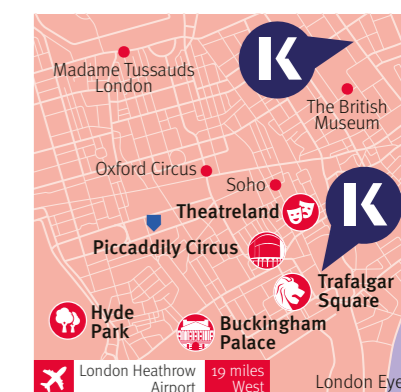 K
Madame Tussauds
London
The British
Museum
Oxford Circus
Soho
K
Theatreland
Piccadily Circus
Trafalgar
Square
Hyde
Park
Buckingham
Palace
London Heathrow
Airport
19 miles
West
London Eye